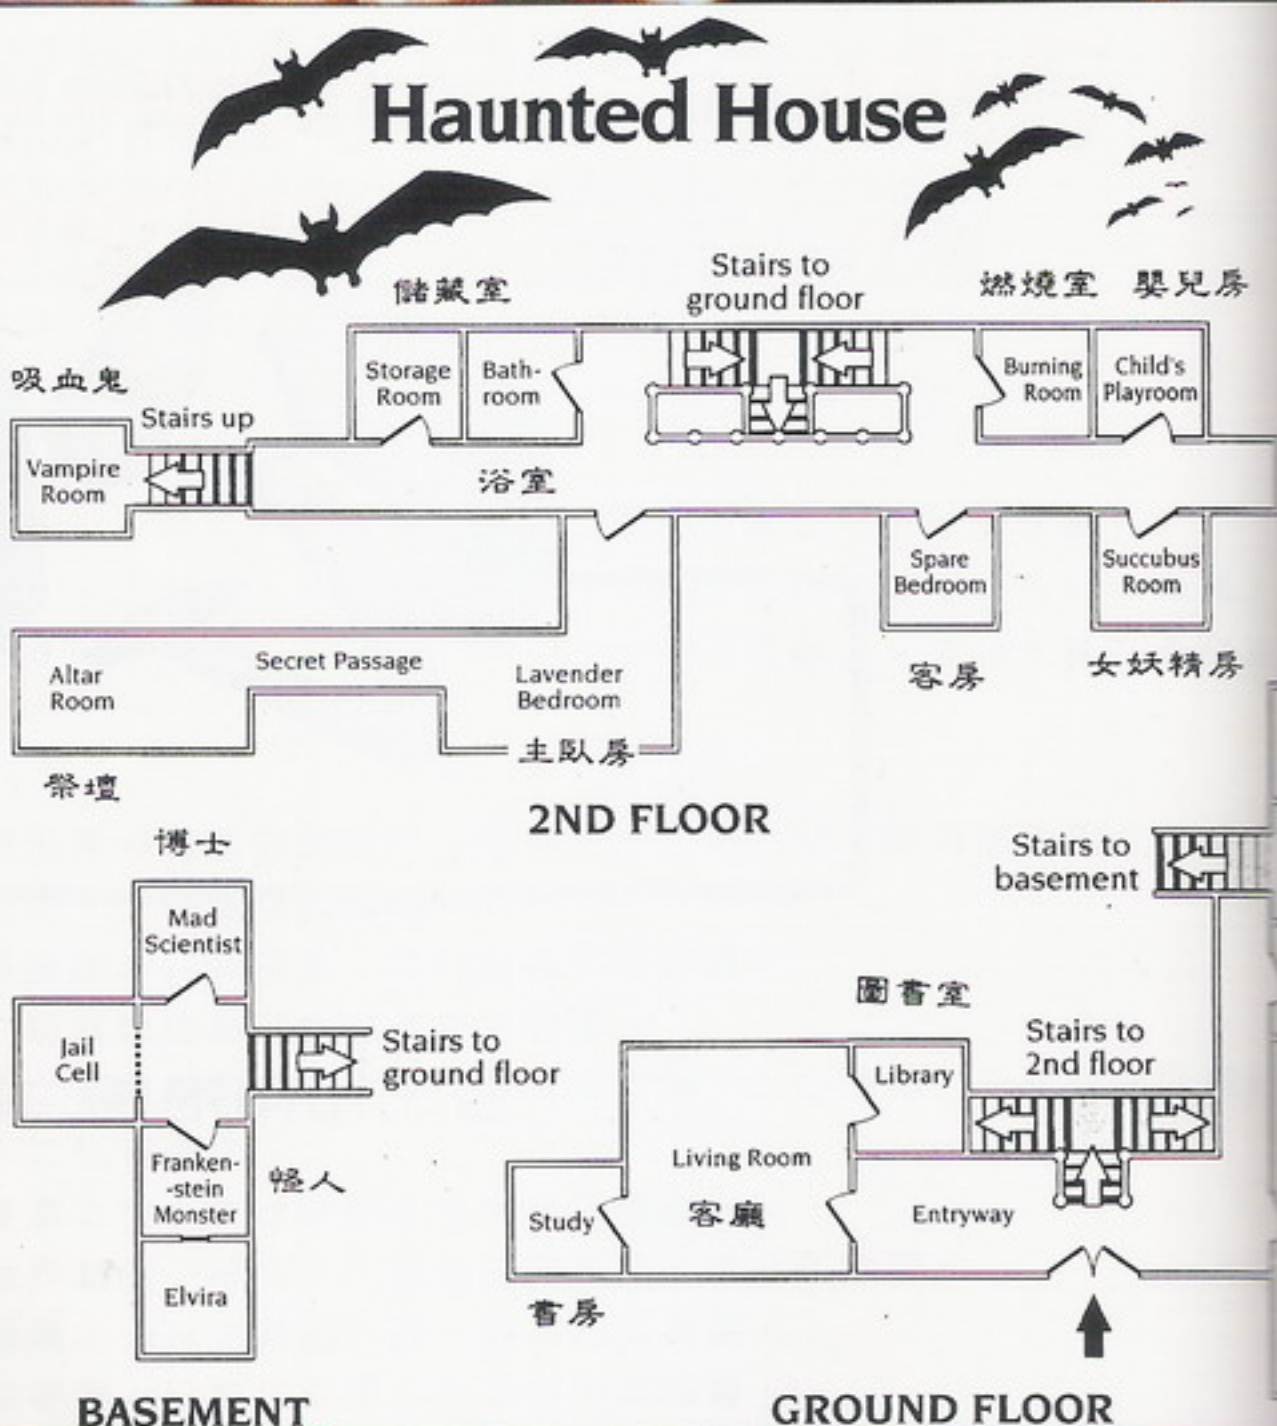 Haunted House
儲藏室
Stairs to
ground floor
燃燒室
嬰兒房
吸血鬼
Stairs up
Storage
Room
Bath-
room
Burning
Room
Child's
Playroom
Vampire
Room
浴室
Spare
Bedroom
Succubus
Room
客房
女妖精房
Altar
Room
Secret Passage
Lavender
Bedroom
主臥房
祭壇
2ND FLOOR
博士
Mad
Scientist
Jail
Cell
Stairs to
ground floor
Franken-
-stein
Monster
怪人
Elvira
BASEMENT
Stairs to
basement
圖書室
Stairs to
2nd floor
Library
Living Room
客廳
Study
Entryway
書房
GROUND FLOOR